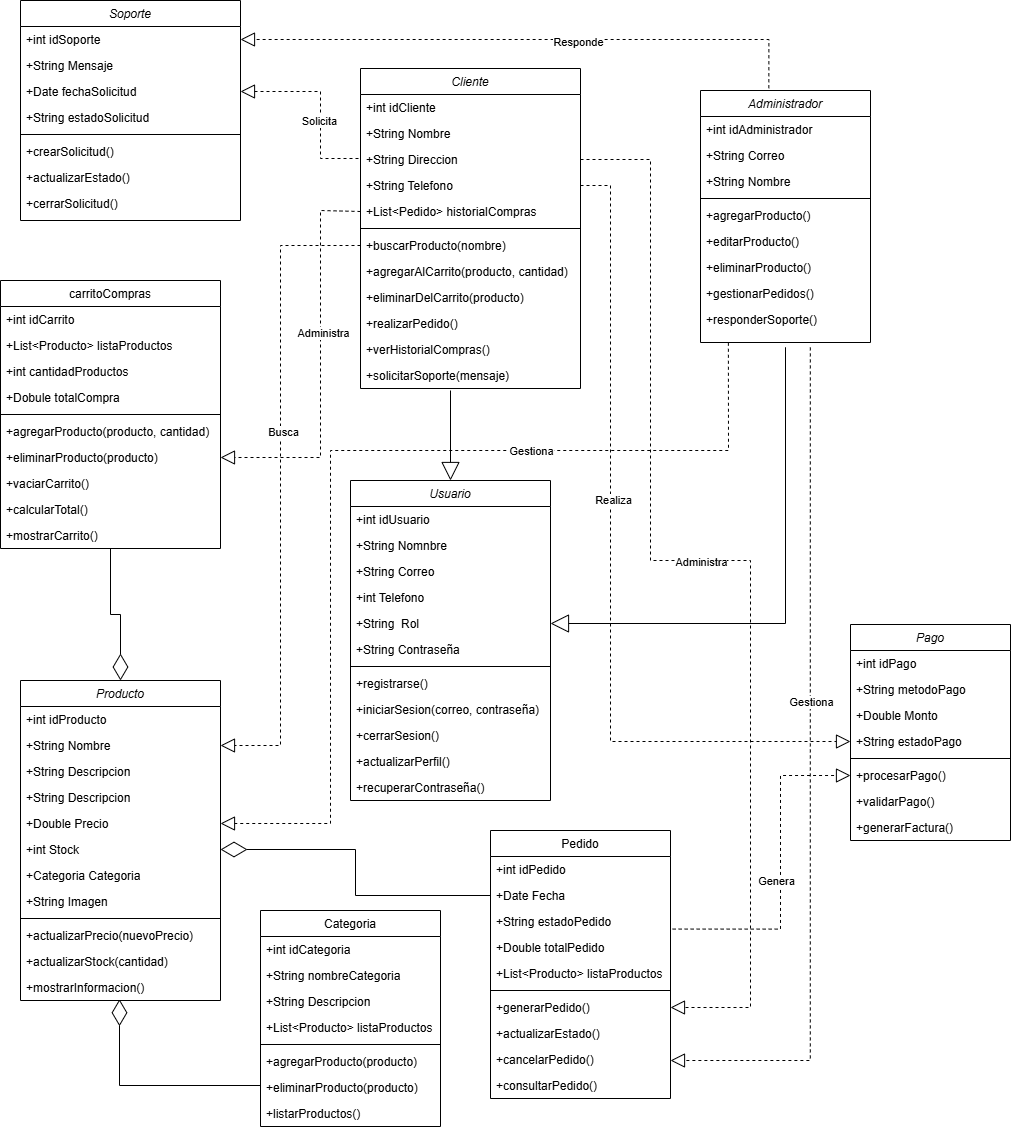 Soporte
+int idSoporte
+String Mensaje
+Date fechaSolicitud
+String estadoSolicitud
+crearSolicitud()
+actualizarEstado()
+cerrarSolicitud()
Responde
Solicita
Cliente
+int idCliente
+String Nombre
+String Direccion
+String Telefono
+List<Pedido> historialCompras
+buscarProducto(nombre)
+agregarAlCarrito(producto, cantidad)
+eliminarDelCarrito(producto)
+realizarPedido()
+verHistorialCompras()
+solicitarSoporte(mensaje)
Administrador
+int idAdministrador
+String Correo
+String Nombre
+agregarProducto()
+editarProducto()
+eliminarProducto()
+gestionarPedidos()
+responderSoporte()
carritoCompras
+int idCarrito
+List<Producto> listaProductos
+int cantidadProductos
+Dobule totalCompra
+agregarProducto(producto, cantidad)
+eliminarProducto(producto)
+vaciarCarrito()
+calcularTotal()
+mostrarCarrito()
Administra
Busca
Gestiona
Realiza
Administra
Usuario
+int idUsuario
+String Nomnbre
+String Correo
+int Telefono
+String Rol
+String Contraseña
+registrarse()
+iniciarSesion(correo, contraseña)
+cerrarSesion()
+actualizarPerfil()
+recuperarContraseña()
Gestiona
Pago
+int idPago
+String metodoPago
+Double Monto
+String estadoPago
+procesarPago()
+validarPago()
+generarFactura()
Producto
+int idProducto
+String Nombre
+String Descripcion
+String Descripcion
+Double Precio
+int Stock
+Categoria Categoria
+String Imagen
+actualizarPrecio(nuevoPrecio)
+actualizarStock(cantidad)
+mostrarInformacion()
Genera
Pedido
+int idPedido
+Date Fecha
+String estadoPedido
+Double totalPedido
+List<Producto> listaProductos
+generarPedido()
+actualizarEstado()
+cancelarPedido()
+consultarPedido()
Categoria
+int idCategoria
+String nombreCategoria
+String Descripcion
+List<Producto> listaProductos
+agregarProducto(producto)
+eliminarProducto(producto)
+listarProductos()